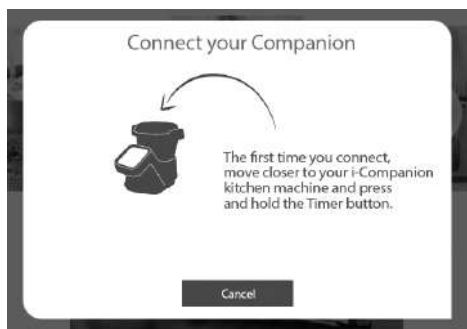 Connect your Companion
The first time you connect,
move closer to your i-Companion
kitchen machine and press
and hold the Timer button.
Cancel